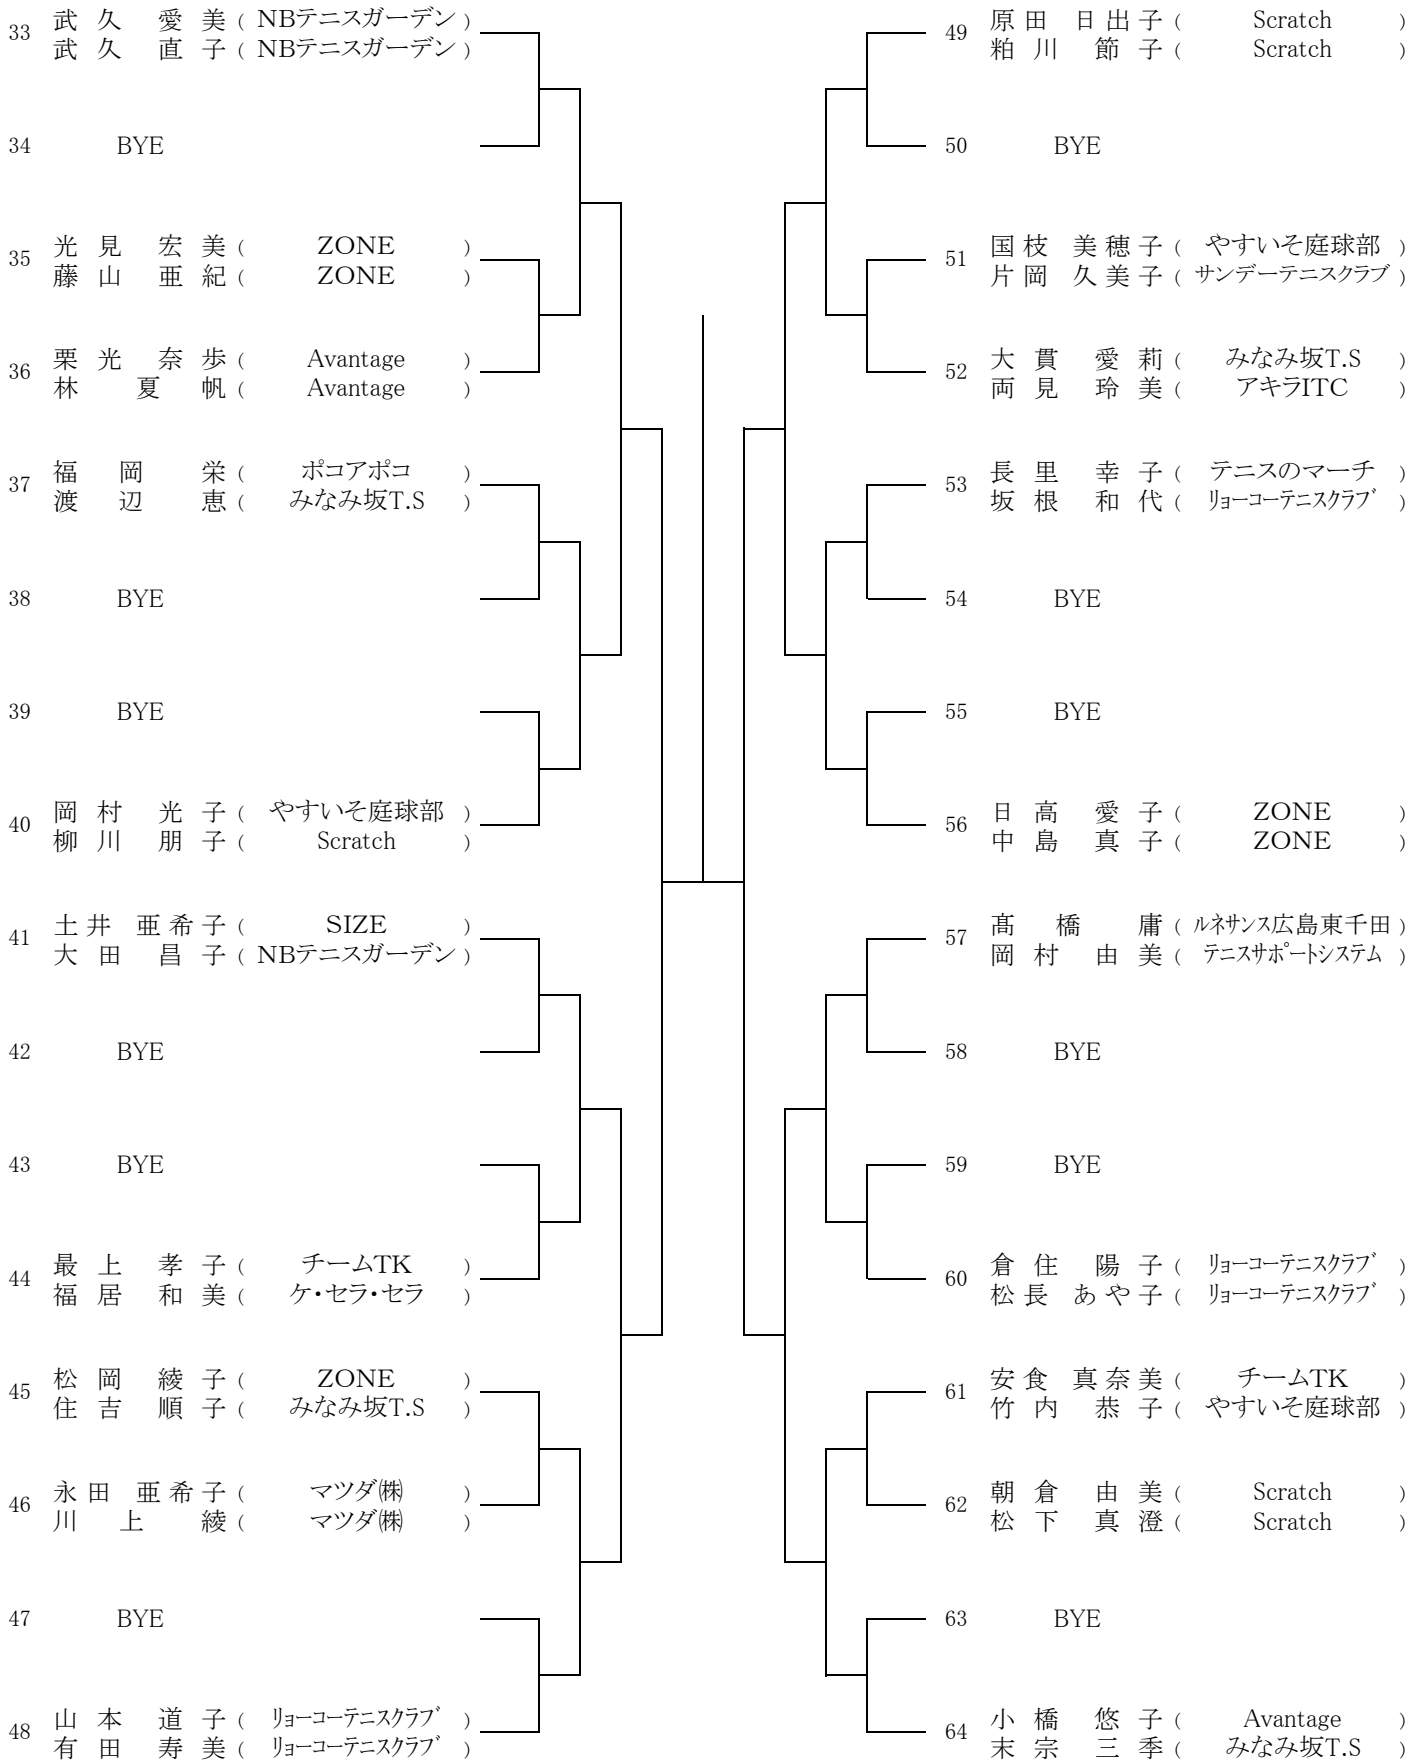 33 武久 愛美 ( NBテニスガーデン )
武久 直子 ( NBテニスガーデン )
34 BYE
35 光見 宏美 ( ZONE )
藤山 亜紀 ( ZONE )
36 栗光 奈歩 ( Avantage )
林 夏帆 ( Avantage )
37 福岡 栄 ( ポコアポコ )
渡辺 恵 ( みなみ坂T.S )
38 BYE
39 BYE
40 岡村 光子 ( やすいそ庭球部 )
柳川 朋子 ( Scratch )
41 土井 亜希子 ( SIZE )
大田 昌子 ( NBテニスガーデン )
42 BYE
43 BYE
44 最上 孝子 ( チームTK )
福居 和美 ( ケ・セラ・セラ )
45 松岡 綾子 ( ZONE )
住吉 順子 ( みなみ坂T.S )
46 永田 亜希子 ( マツダ㈱ )
川上 綾 ( マツダ㈱ )
47 BYE
48 山本 道子 ( ﾘｮｰｺｰﾃﾆｽｸﾗﾌﾞ )
有田 寿美 ( ﾘｮｰｺｰﾃﾆｽｸﾗﾌﾞ )
49 原田 日出子 ( Scratch )
粕川 節子 ( Scratch )
50 BYE
51 国枝 美穂子 ( やすいそ庭球部 )
片岡 久美子 ( サンデーテニスクラブ )
52 大貫 愛莉 ( みなみ坂T.S )
両見 玲美 ( アキラITC )
53 長里 幸子 ( テニスのマーチ )
坂根 和代 ( ﾘｮｰｺｰﾃﾆｽｸﾗﾌﾞ )
54 BYE
55 BYE
56 日高 愛子 ( ZONE )
中島 真子 ( ZONE )
57 髙橋 庸 ( ルネサンス広島東千田 )
岡村 由美 ( テニスサポートシステム )
58 BYE
59 BYE
60 倉住 陽子 ( ﾘｮｰｺｰﾃﾆｽｸﾗﾌﾞ )
松長 あや子 ( ﾘｮｰｺｰﾃﾆｽｸﾗﾌﾞ )
61 安食 真奈美 ( チームTK )
竹内 恭子 ( やすいそ庭球部 )
62 朝倉 由美 ( Scratch )
松下 真澄 ( Scratch )
63 BYE
64 小橋 悠子 ( Avantage )
末宗 三季 ( みなみ坂T.S )